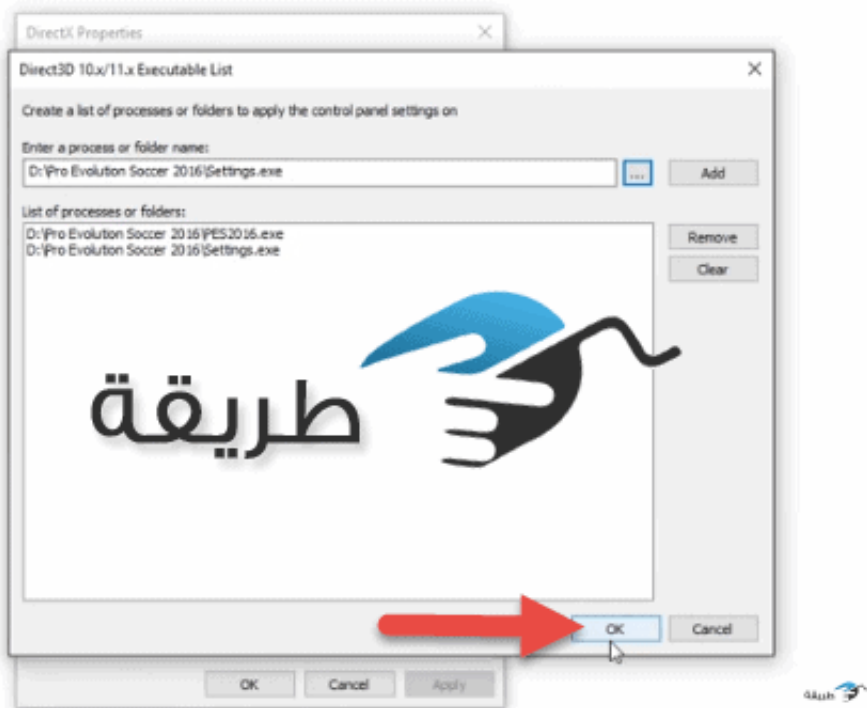 DirectX Properties
Direct3D 10.x/11.x Executable List
Create a list of processes or folders to apply the control panel settings on
Enter a process or folder name:
D:\Pro Evolution Soccer 2016\Settings.exe
...
Add
List of processes or folders:
D:\Pro Evolution Soccer 2016\PES2016.exe
D:\Pro Evolution Soccer 2016\Settings.exe
Remove
Clear
طريقة
OK
Cancel
OK
Cancel
Apply
طريقة